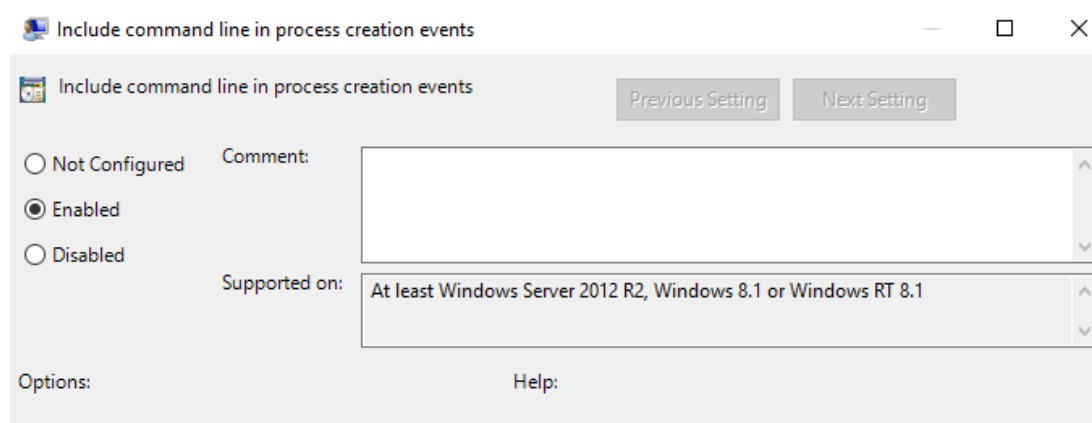 Include command line in process creation events
Include command line in process creation events
Previous Setting
Next Setting
Not Configured
Enabled
Disabled
Comment:
Supported on:
At least Windows Server 2012 R2, Windows 8.1 or Windows RT 8.1
Options:
Help: